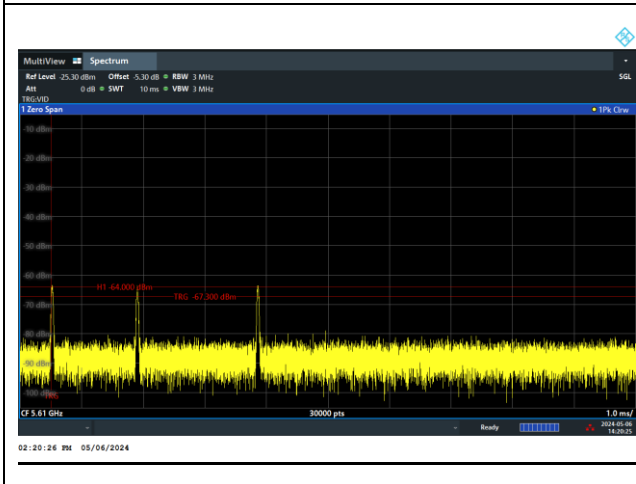 MultiView Spectrum
Ref Level -25.30 dBm Offset -5.30 dB RBW 3 MHz SGL
Att 0 dB SWT 10 ms VBW 3 MHz
TRG:VID
1 Zero Span 1Pk Clrw
-10 dBm
-20 dBm
-30 dBm
-40 dBm
-50 dBm
-60 dBm
H1 -64.000 dBm
TRG -67.300 dBm
-70 dBm
-80 dBm
-90 dBm
-100 dBm
CF 5.61 GHz 30000 pts 1.0 ms/
Ready 2024-05-06
14:20:25
02:20:26 PM 05/06/2024